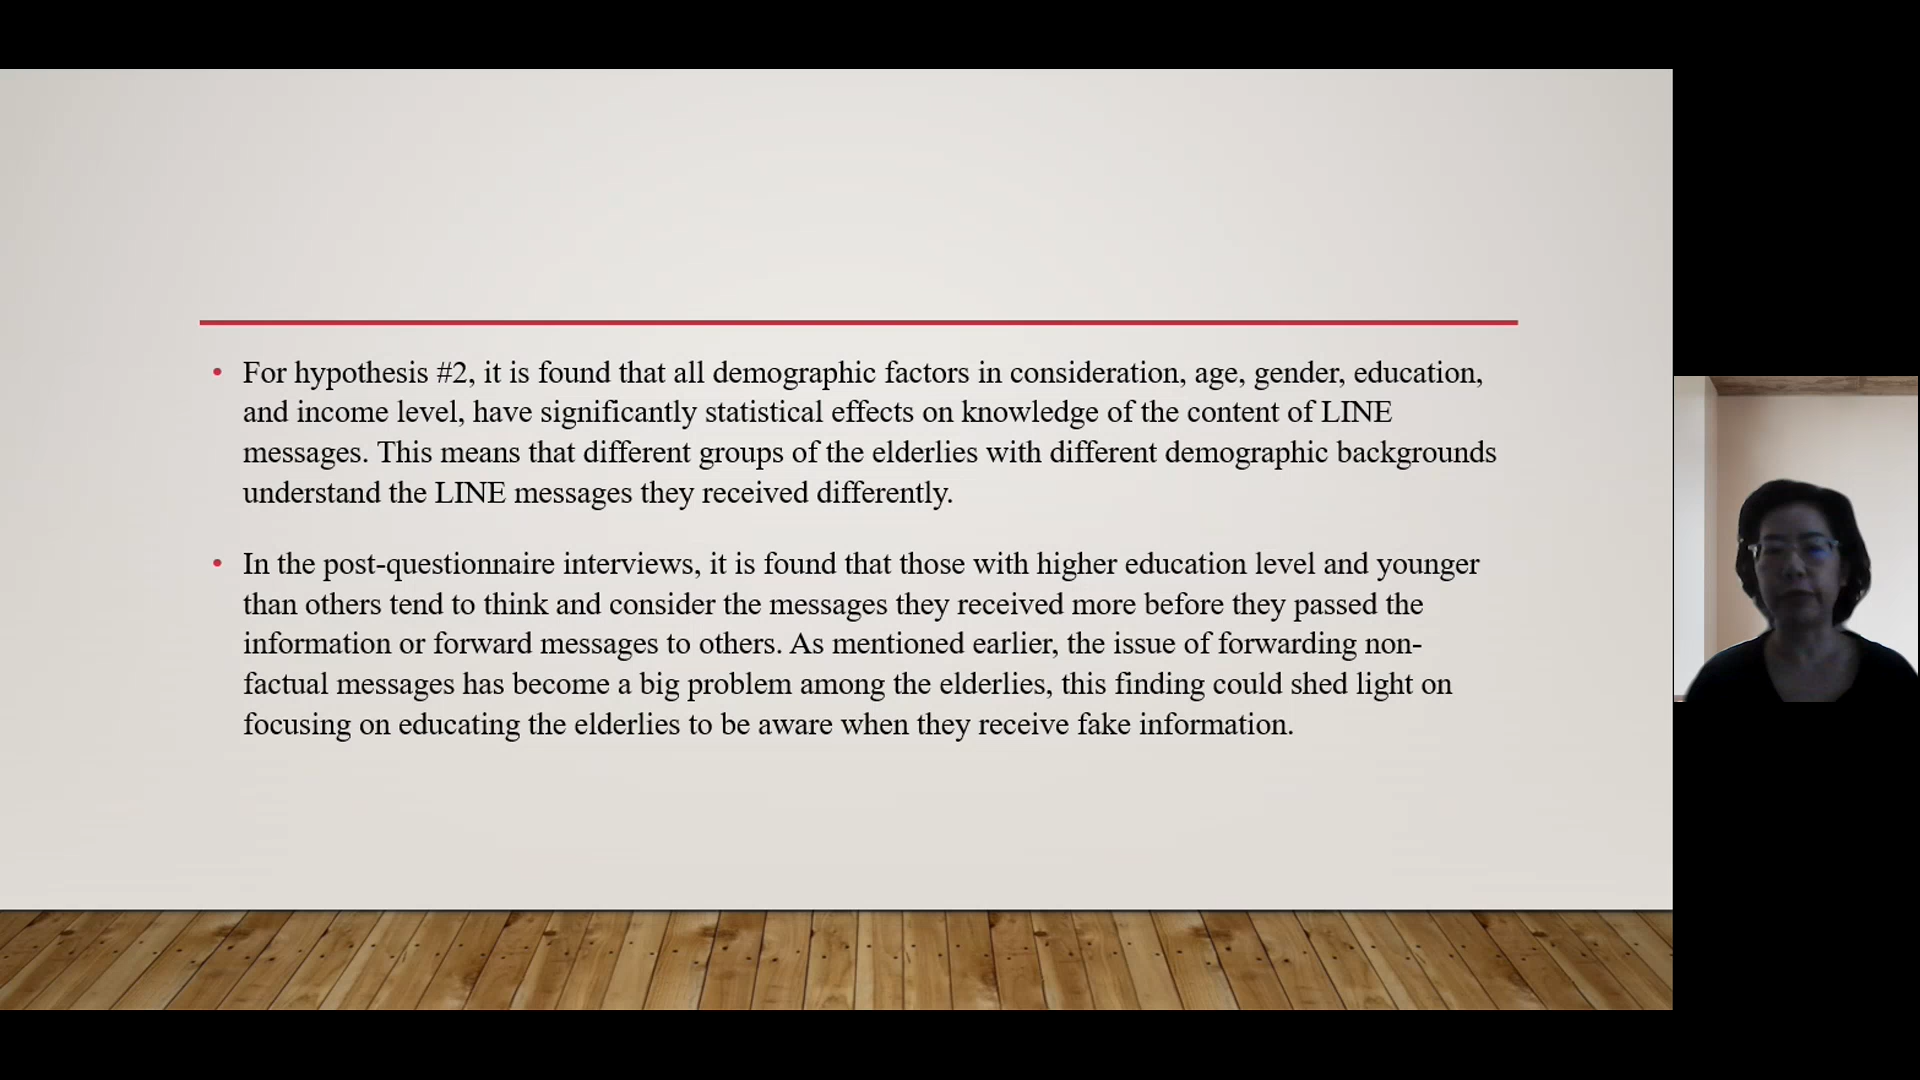 • For hypothesis #2, it is found that all demographic factors in consideration, age, gender, education,
and income level, have significantly statistical effects on knowledge of the content of LINE
messages. This means that different groups of the elderlies with different demographic backgrounds
understand the LINE messages they received differently.
• In the post-questionnaire interviews, it is found that those with higher education level and younger
than others tend to think and consider the messages they received more before they passed the
information or forward messages to others. As mentioned earlier, the issue of forwarding non-
factual messages has become a big problem among the elderlies, this finding could shed light on
focusing on educating the elderlies to be aware when they receive fake information.